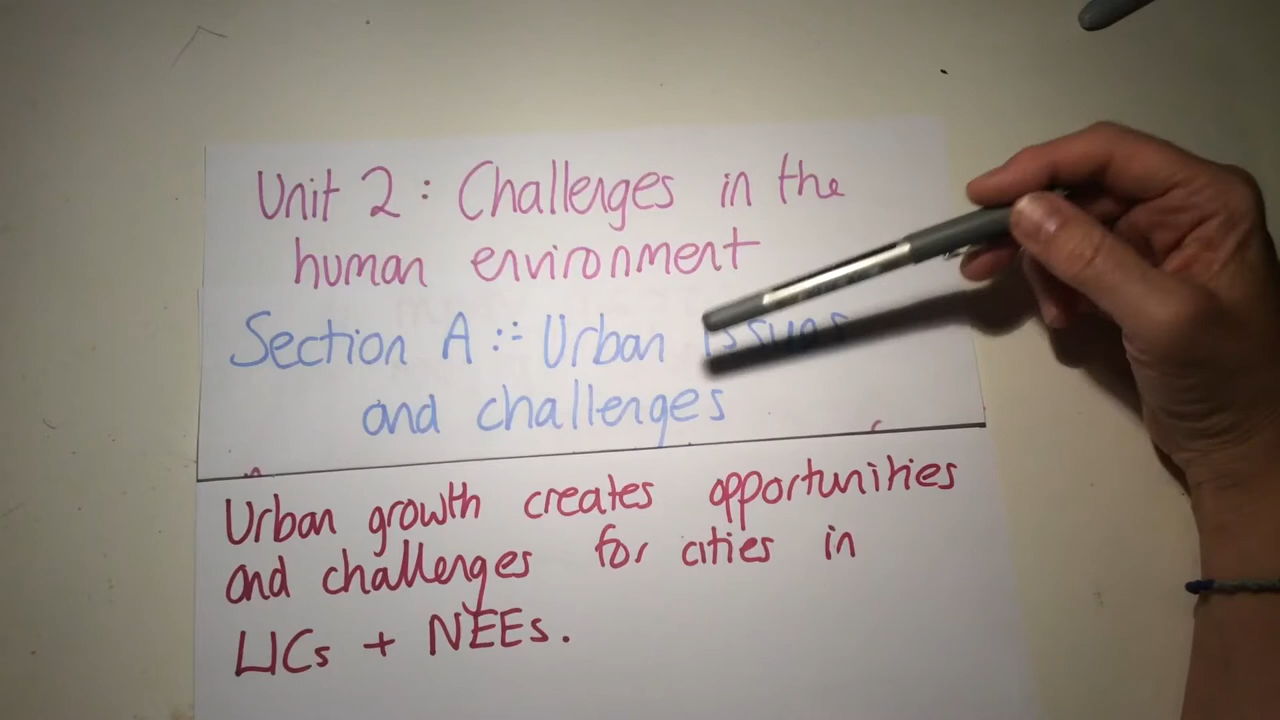 Unit 2 : Challenges in the
human environment
Section A :- Urban issues
and challenges
Urban growth creates opportunities
and challenges for cities in
LICs + NEEs.